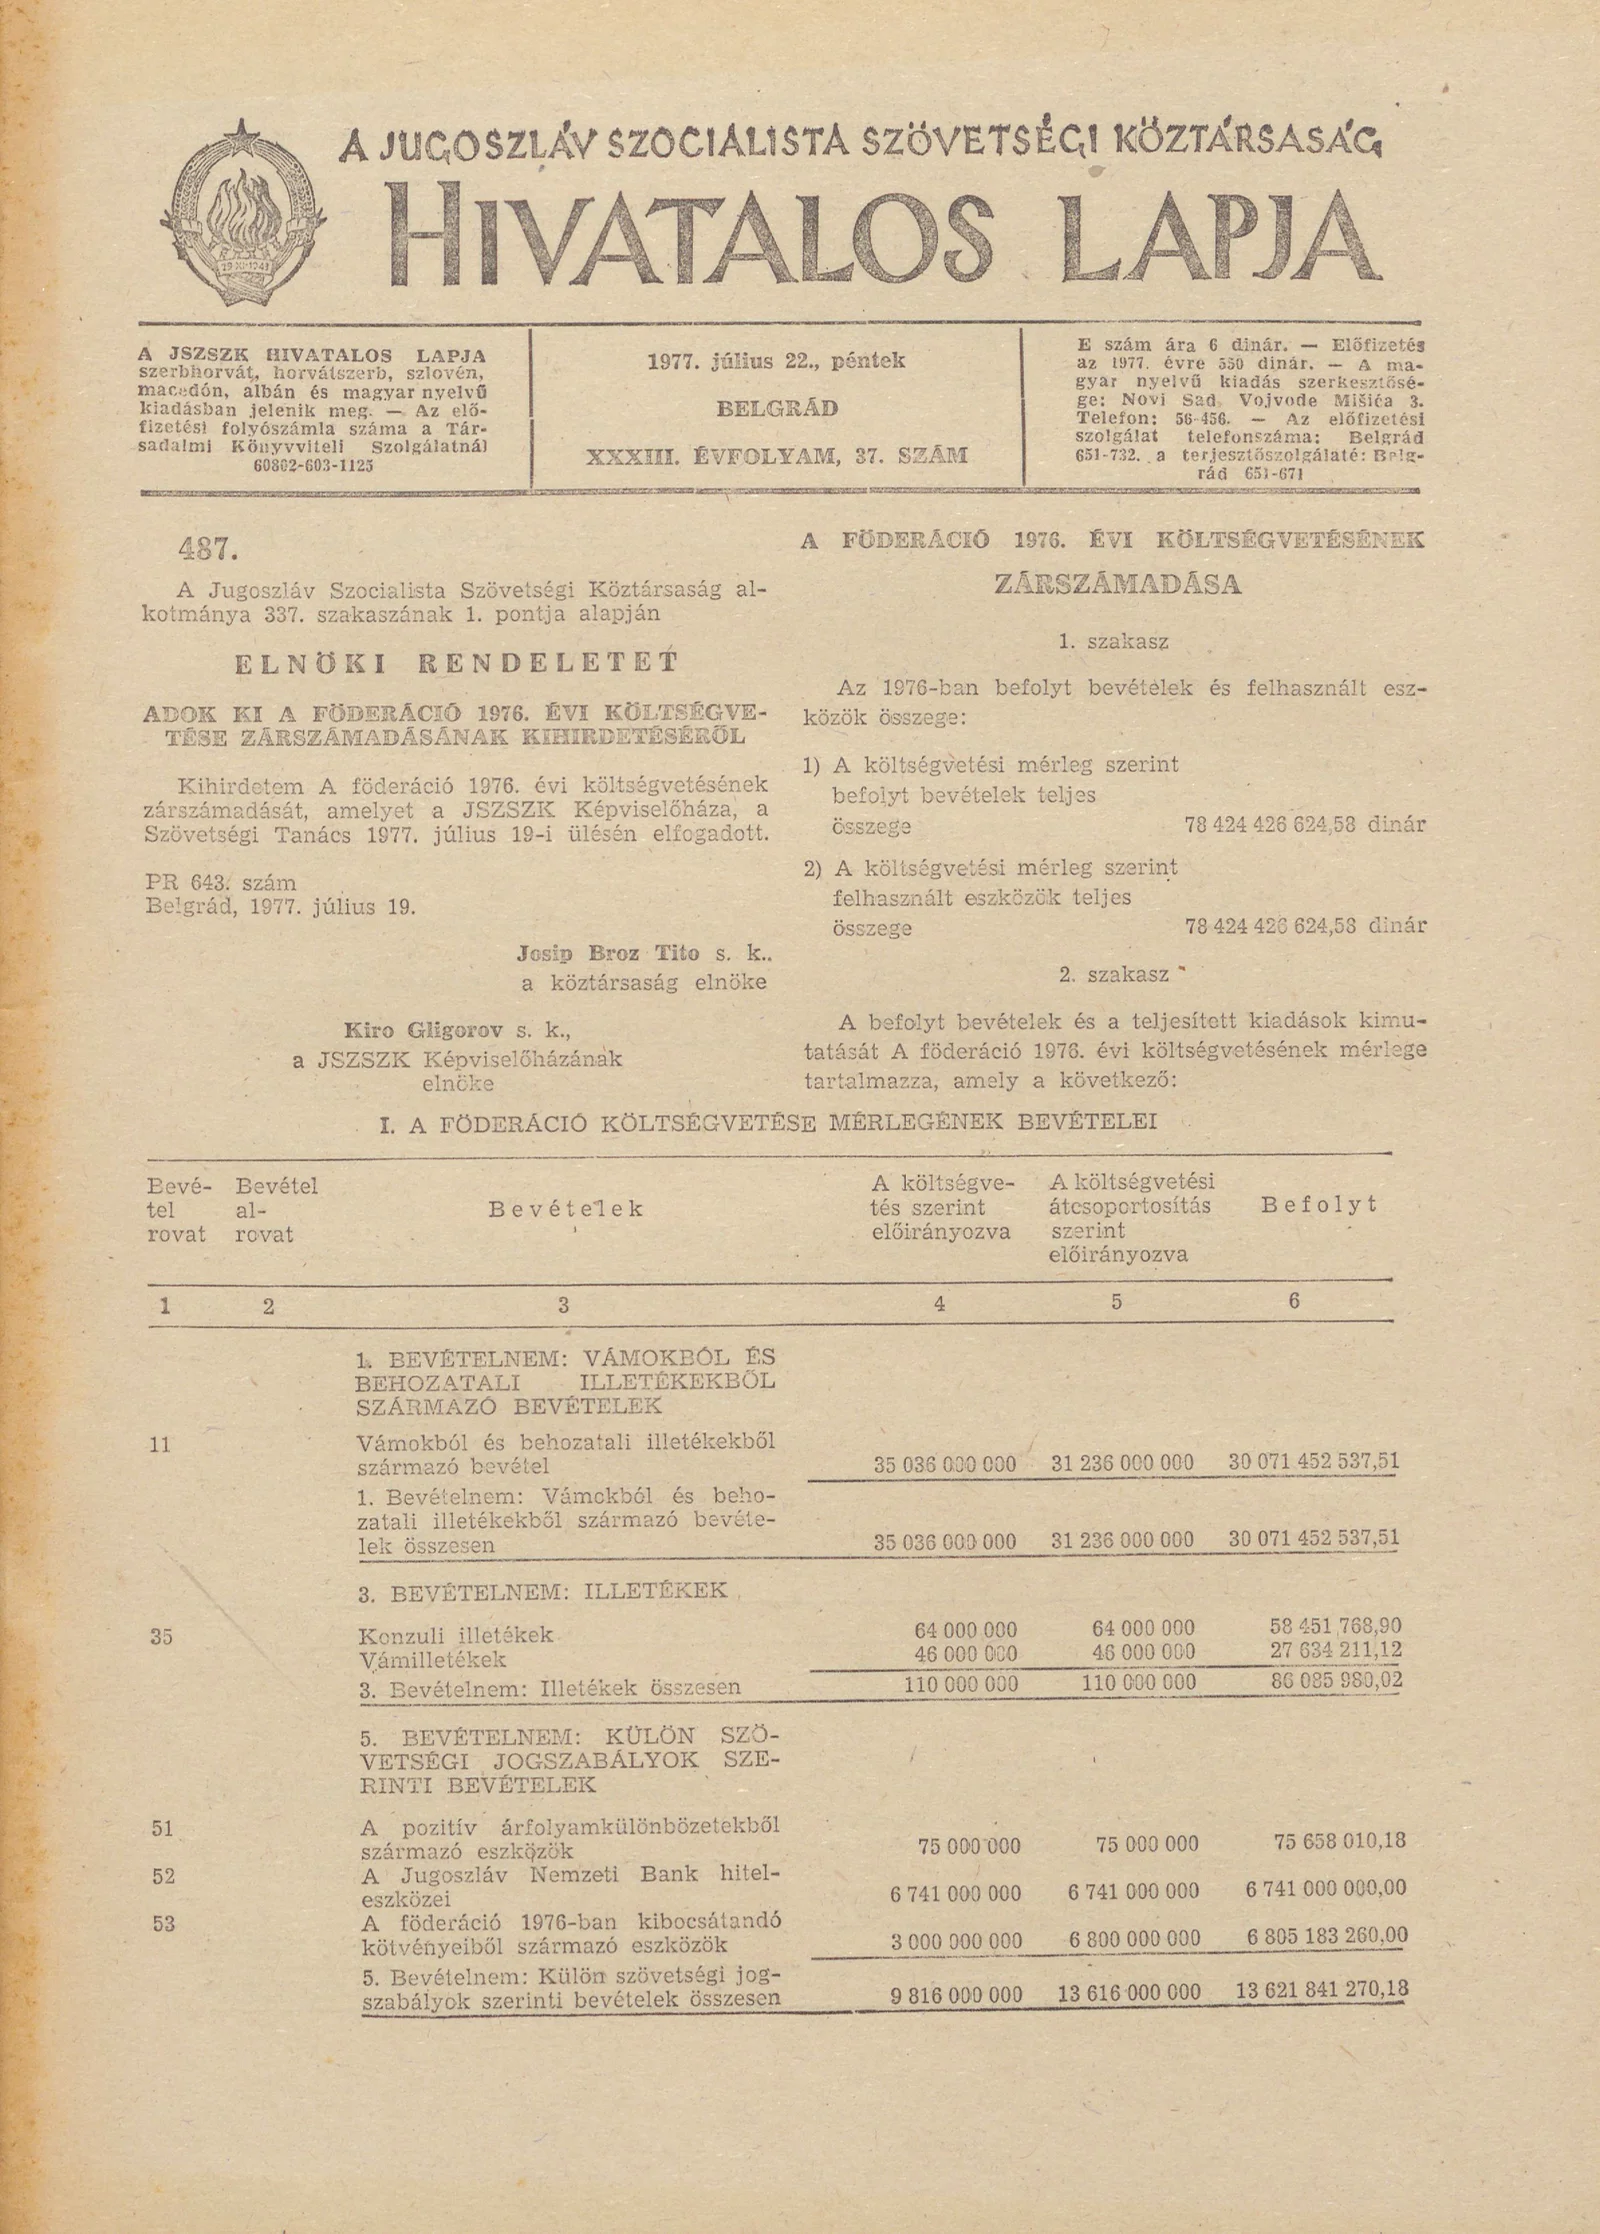 A JUGOSZLÁV SZOCIALISTA SZÖVETSÉGI KÖZTÁRSASÁG
HIVATALOS LAPJA
A JSZSZK HIVATALOS LAPJA
szerbhorvát, horvátszerb, szlovén,
macedón, albán és magyar nyelvű
kiadásban jelenik meg. — Az elő-
fizetési folyószámla száma a Tár-
sadalmi Könyvviteli Szolgálatnál
60802-603-1125
1977. július 22., péntek
BELGRÁD
XXXIII. ÉVFOLYAM, 37. SZÁM
E szám ára 6 dinár. — Előfizetés
az 1977. évre 550 dinár. — A ma-
gyar nyelvű kiadás szerkesztősé-
ge: Novi Sad, Vojvode Mišića 3.
Telefon: 56-456. — Az előfizetési
szolgálat telefonszáma: Belgrád
651-732. a terjesztőszolgálaté: Belg-
rád 651-671
487.
A Jugoszláv Szocialista Szövetségi Köztársaság al-
kotmánya 337. szakaszának 1. pontja alapján
ELNÖKI RENDELETET
ADOK KI A FÖDERÁCIÓ 1976. ÉVI KÖLTSÉGVE-
TÉSE ZÁRSZÁMADÁSÁNAK KIHIRDETÉSÉRŐL
Kihirdetem A föderáció 1976. évi költségvetésének
zárszámadását, amelyet a JSZSZK Képviselőháza, a
Szövetségi Tanács 1977. július 19-i ülésén elfogadott.
PR 643. szám
Belgrád, 1977. július 19.
Josip Broz Tito s. k.,
a köztársaság elnöke
Kiro Gligorov s. k.,
a JSZSZK Képviselőházának
elnöke
A FÖDERÁCIÓ 1976. ÉVI KÖLTSÉGVETÉSÉNEK
ZÁRSZÁMADÁSA
1. szakasz
Az 1976-ban befolyt bevételek és felhasznált esz-
közök összege:
1) A költségvetési mérleg szerint
befolyt bevételek teljes
összege 78 424 426 624,58 dinár
2) A költségvetési mérleg szerint
felhasznált eszközök teljes
összege 78 424 426 624,58 dinár
2. szakasz
A befolyt bevételek és a teljesített kiadások kimu-
tatását A föderáció 1976. évi költségvetésének mérlege
tartalmazza, amely a következő:
I. A FÖDERÁCIÓ KÖLTSÉGVETÉSE MÉRLEGÉNEK BEVÉTELEI
Bevé- Bevétel A költségve- A költségvetési
tel al- Bevételek tés szerint átcsoportosítás Befolyt
rovat rovat előirányozva szerint
előirányozva
1 2 3 4 5 6
1. BEVÉTELNEM: VÁMOKBÓL ÉS
BEHOZATALI ILLETÉKEKBŐL
SZÁRMAZÓ BEVÉTELEK
11 Vámokból és behozatali illetékekből
származó bevétel 35 036 000 000 31 236 000 000 30 071 452 537,51
1. Bevételnem: Vámokból és beho-
zatali illetékekből származó bevéte-
lek összesen 35 036 000 000 31 236 000 000 30 071 452 537,51
3. BEVÉTELNEM: ILLETÉKEK
35 Konzuli illetékek 64 000 000 64 000 000 58 451 768,90
Vámilletékek 46 000 000 46 000 000 27 634 211,12
3. Bevételnem: Illetékek összesen 110 000 000 110 000 000 86 085 980,02
5. BEVÉTELNEM: KÜLÖN SZÖ-
VETSÉGI JOGSZABÁLYOK SZE-
RINTI BEVÉTELEK
51 A pozitív árfolyamkülönbözetekből
származó eszközök 75 000 000 75 000 000 75 658 010,18
52 A Jugoszláv Nemzeti Bank hitel-
eszközei 6 741 000 000 6 741 000 000 6 741 000 000,00
53 A föderáció 1976-ban kibocsátandó
kötvényeiből származó eszközök 3 000 000 000 6 800 000 000 6 805 183 260,00
5. Bevételnem: Külön szövetségi jog-
szabályok szerinti bevételek összesen 9 816 000 000 13 616 000 000 13 621 841 270,18